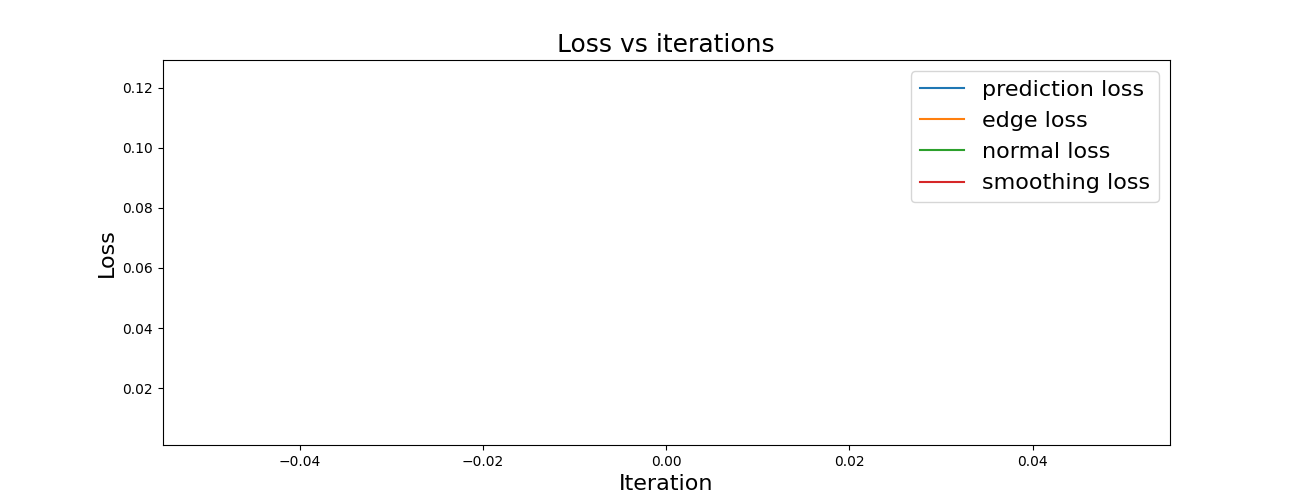 Loss vs iterations
prediction loss
edge loss
normal loss
smoothing loss
0.12
0.10
0.08
0.06
0.04
0.02
Loss
−0.04
−0.02
0.00
0.02
0.04
Iteration